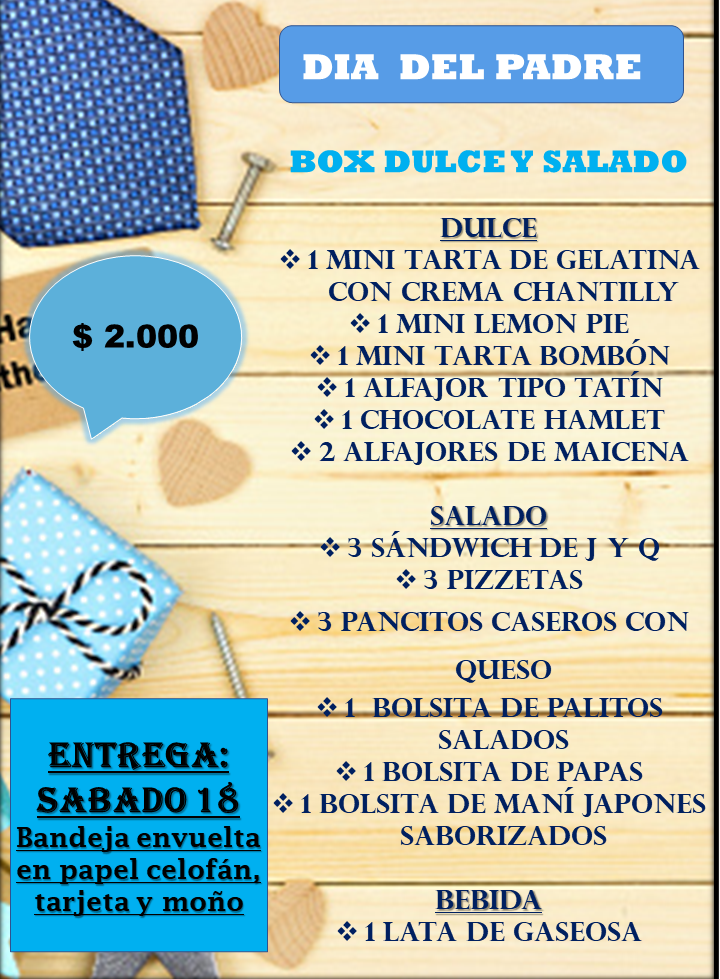 DIA DEL PADRE
BOX DULCE Y SALADO
DULCE
❖ 1 MINI TARTA DE GELATINA
CON CREMA CHANTILLY
❖ 1 MINI LEMON PIE
❖ 1 MINI TARTA BOMBÓN
❖ 1 ALFAJOR TIPO TATÍN
❖ 1 CHOCOLATE HAMLET
❖ 2 ALFAJORES DE MAICENA
$ 2.000
Ha
the
SALADO
❖ 3 SÁNDWICH DE J Y Q
❖ 3 PIZZETAS
❖ 3 PANCITOS CASEROS CON
QUESO
❖ 1 BOLSITA DE PALITOS
SALADOS
❖ 1 BOLSITA DE PAPAS
❖ 1 BOLSITA DE MANÍ JAPONES
SABORIZADOS
BEBIDA
❖ 1 LATA DE GASEOSA
ENTREGA:
SABADO 18
Bandeja envuelta
en papel celofán,
tarjeta y moño